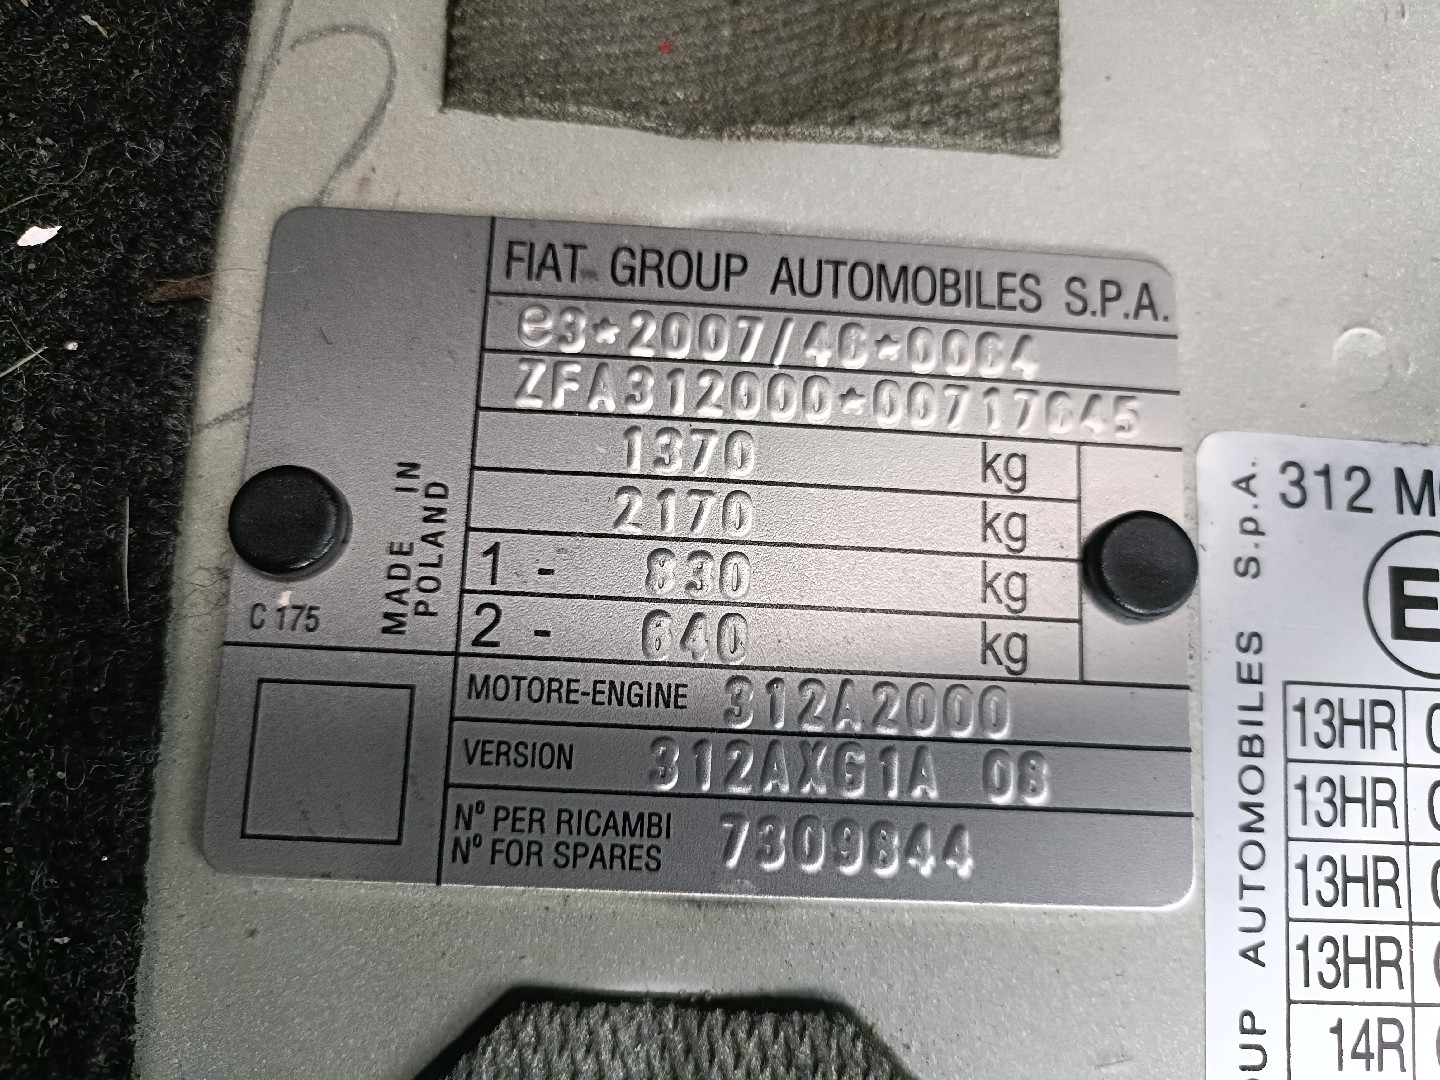 FIAT GROUP AUTOMOBILES S.P.A.
e3*2007/46*0064
ZFA312000*00717645
1370 kg
2170 kg
1 - 830 kg
2 - 640 kg
MADE IN
POLAND
C 175
MOTORE-ENGINE 312A2000
VERSION 312AXG1A 08
Nº PER RICAMBI
Nº FOR SPARES
7309844
AUTOMOBILES S.p.A.
312
E
13HR
13HR
13HR
13HR
14R